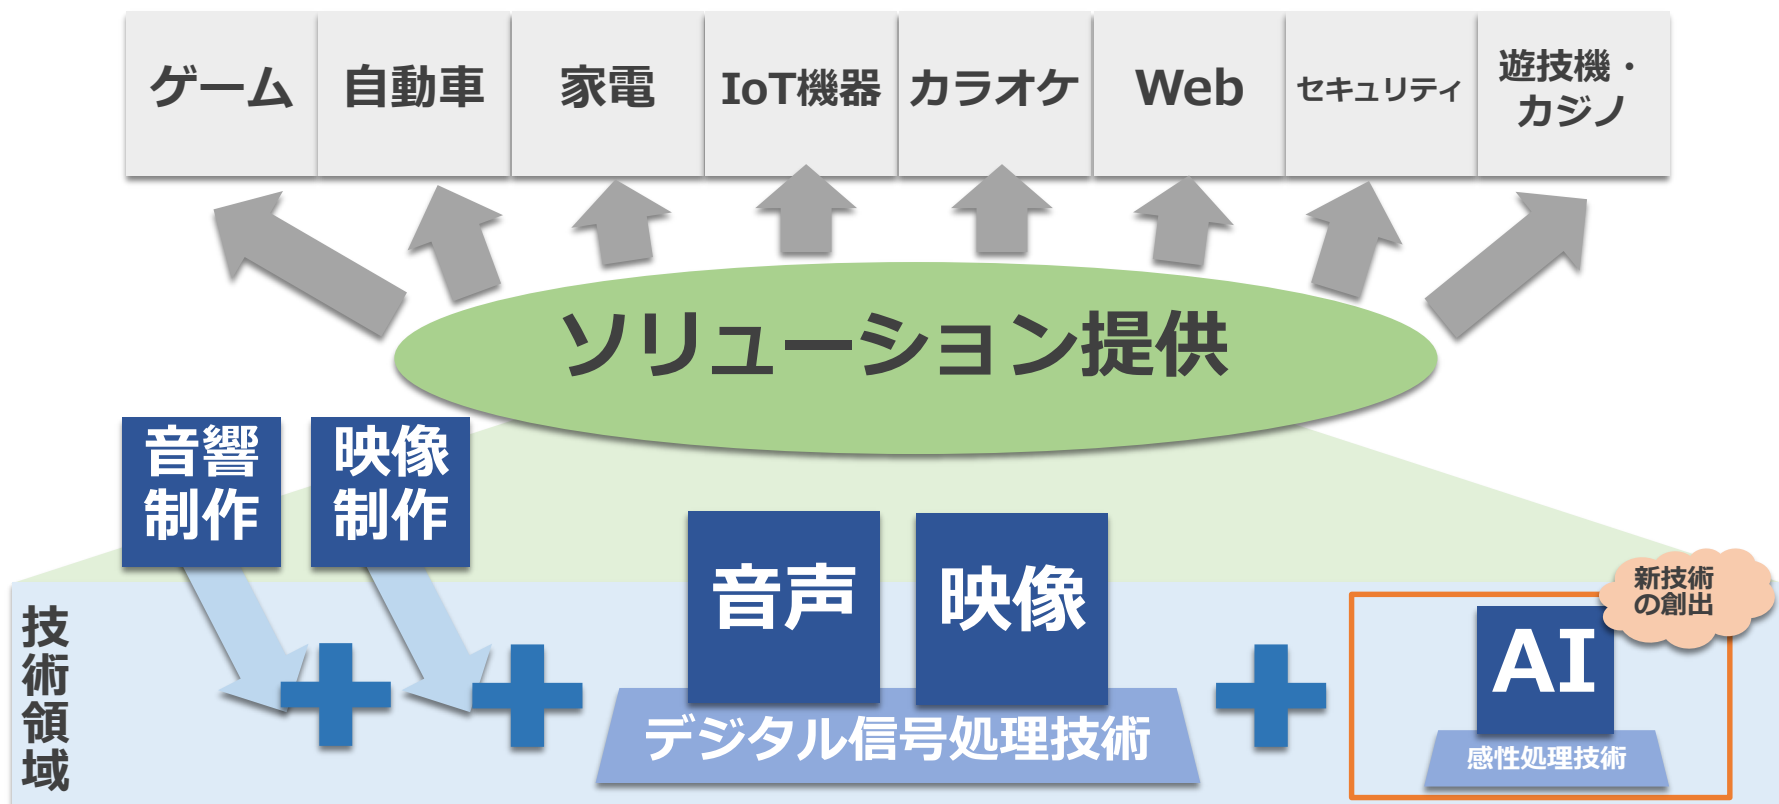 ゲーム
自動車
家電
IoT機器
カラオケ
Web
セキュリティ
遊技機・
カジノ
ソリューション提供
音響
制作
映像
制作
音声
映像
デジタル信号処理技術
新技術
の創出
AI
感性処理技術
技術領域